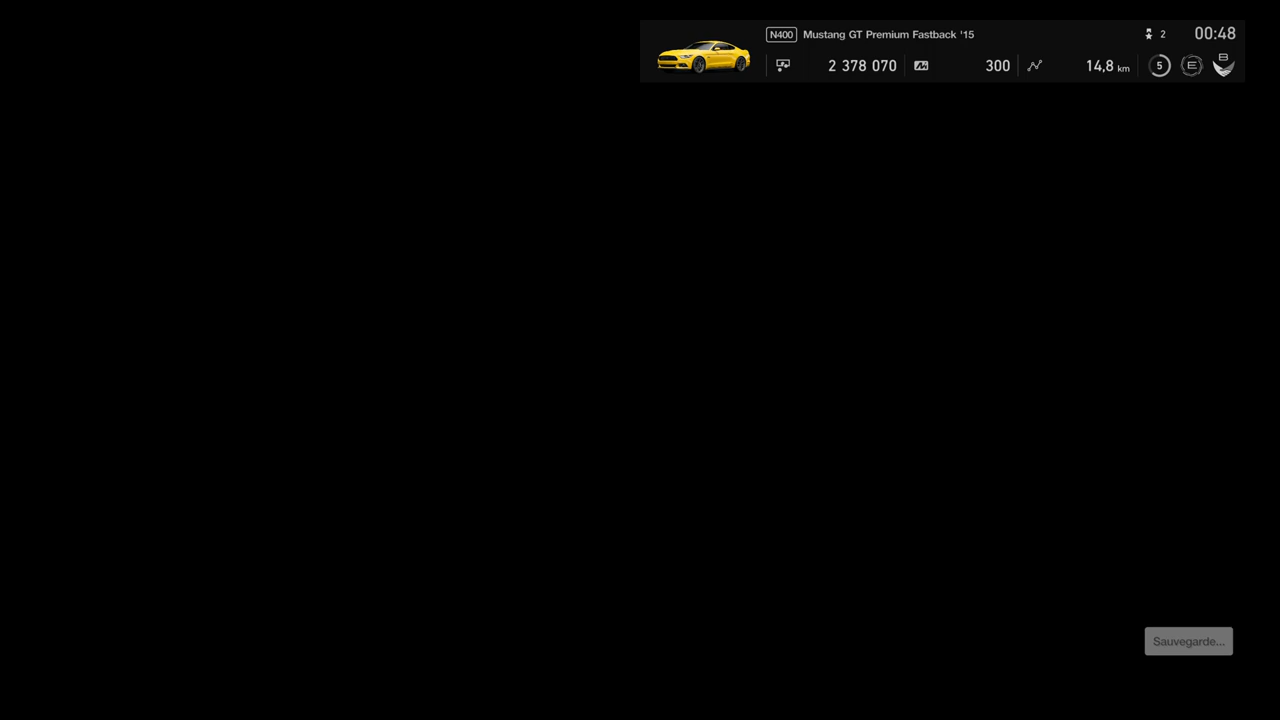 N400 Mustang GT Premium Fastback '15 2 00:48
2 378 070 300 14,8 km 5 E B
Sauvegarde...